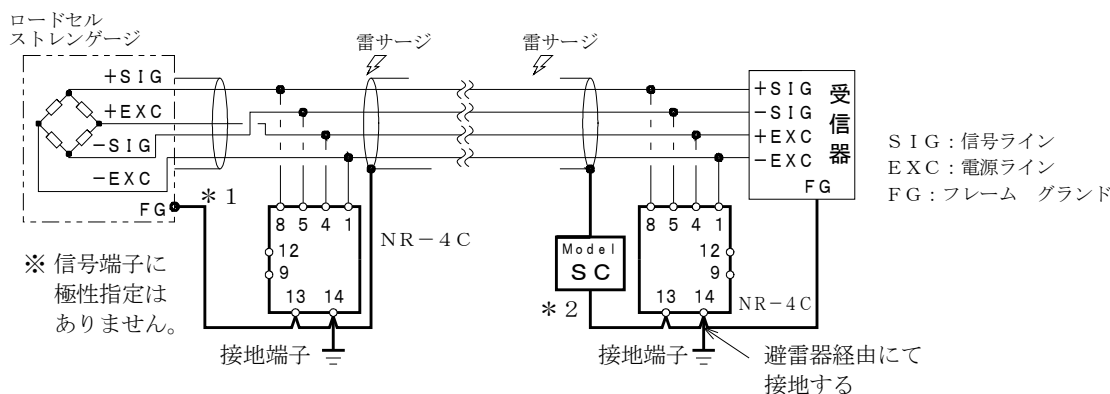 ロードセル
ストレンゲージ
雷サージ
雷サージ
+SIG
+EXC
-SIG
-EXC
FG
*1
+SIG
-SIG
+EXC
-EXC
FG
受信器
SIG:信号ライン
EXC:電源ライン
FG:フレーム グランド
8 5 4 1
12
9
13 14
NR-4C
Model
SC
*2
8 5 4 1
12
9
13 14
NR-4C
※ 信号端子に
極性指定は
ありません。
接地端子
接地端子
避雷器経由にて
接地する